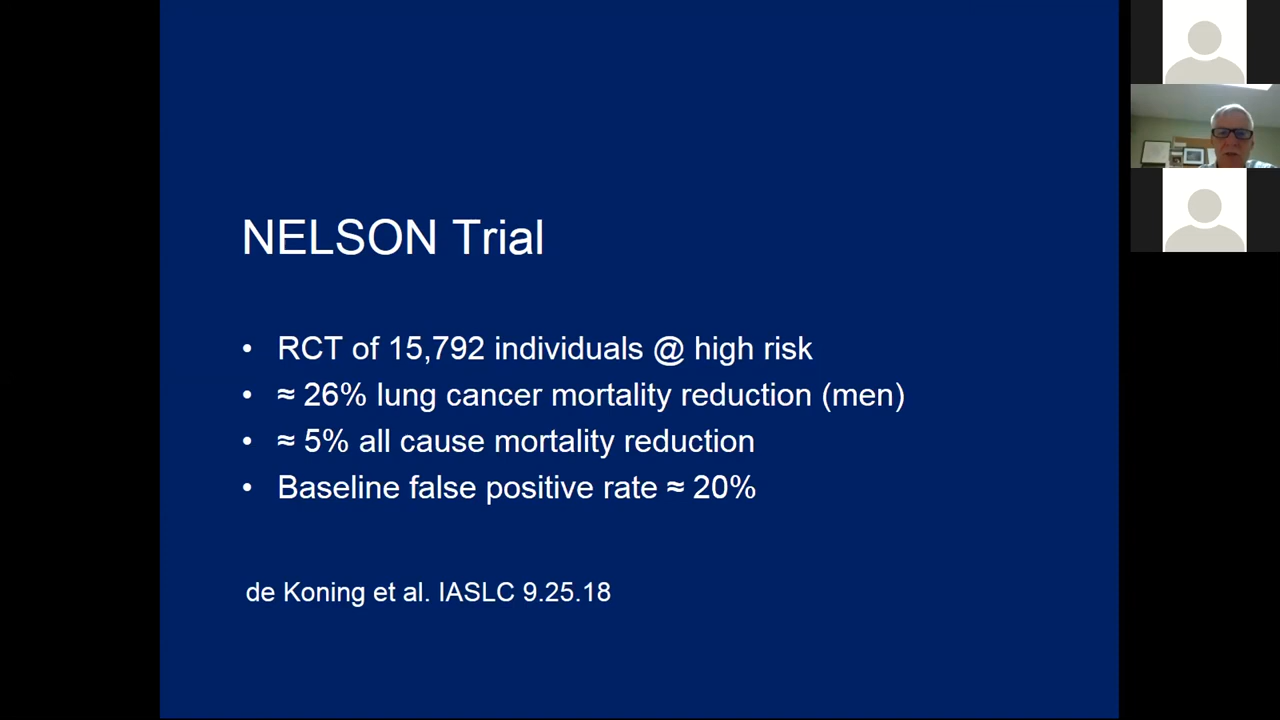 NELSON Trial
• RCT of 15,792 individuals @ high risk
• ≈ 26% lung cancer mortality reduction (men)
• ≈ 5% all cause mortality reduction
• Baseline false positive rate ≈ 20%
de Koning et al. IASLC 9.25.18